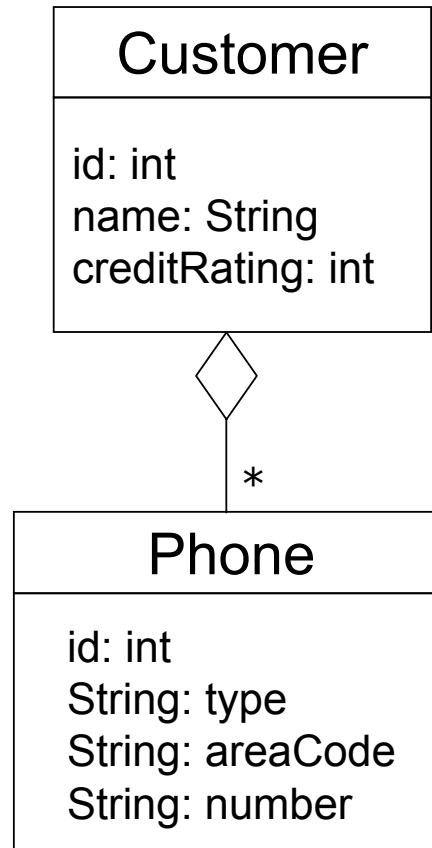 Customer
id: int
name: String
creditRating: int
*
Phone
id: int
String: type
String: areaCode
String: number